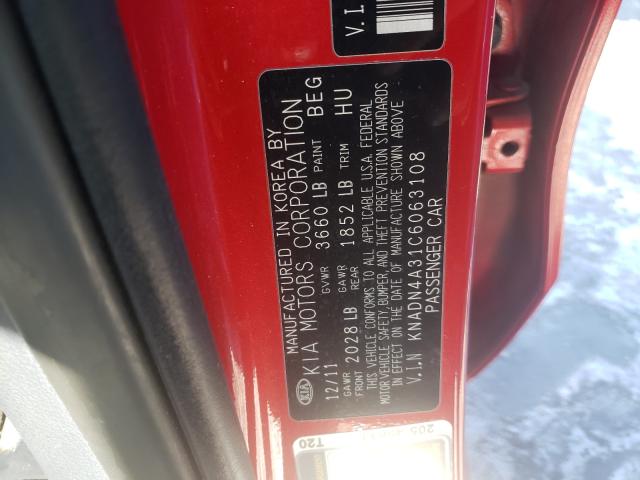 MANUFACTURED IN KOREA BY
KIA KIA MOTORS CORPORATION
12/11 GVWR 3660 LB PAINT BEG
GAWR FRONT 2028 LB GAWR REAR 1852 LB TRIM HU
THIS VEHICLE CONFORMS TO ALL APPLICABLE U.S.A. FEDERAL
MOTOR VEHICLE SAFETY, BUMPER, AND THEFT PREVENTION STANDARDS
IN EFFECT ON THE DATE OF MANUFACTURE SHOWN ABOVE
V.I.N KNADN4A31C6063108
PASSENGER CAR
V.I
T20